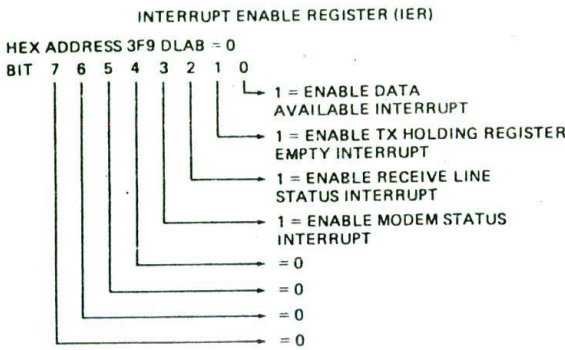 INTERRUPT ENABLE REGISTER (IER)
HEX ADDRESS 3F9 DLAB = 0
BIT 7 6 5 4 3 2 1 0
1 = ENABLE DATA
AVAILABLE INTERRUPT
1 = ENABLE TX HOLDING REGISTER
EMPTY INTERRUPT
1 = ENABLE RECEIVE LINE
STATUS INTERRUPT
1 = ENABLE MODEM STATUS
INTERRUPT
= 0
= 0
= 0
= 0